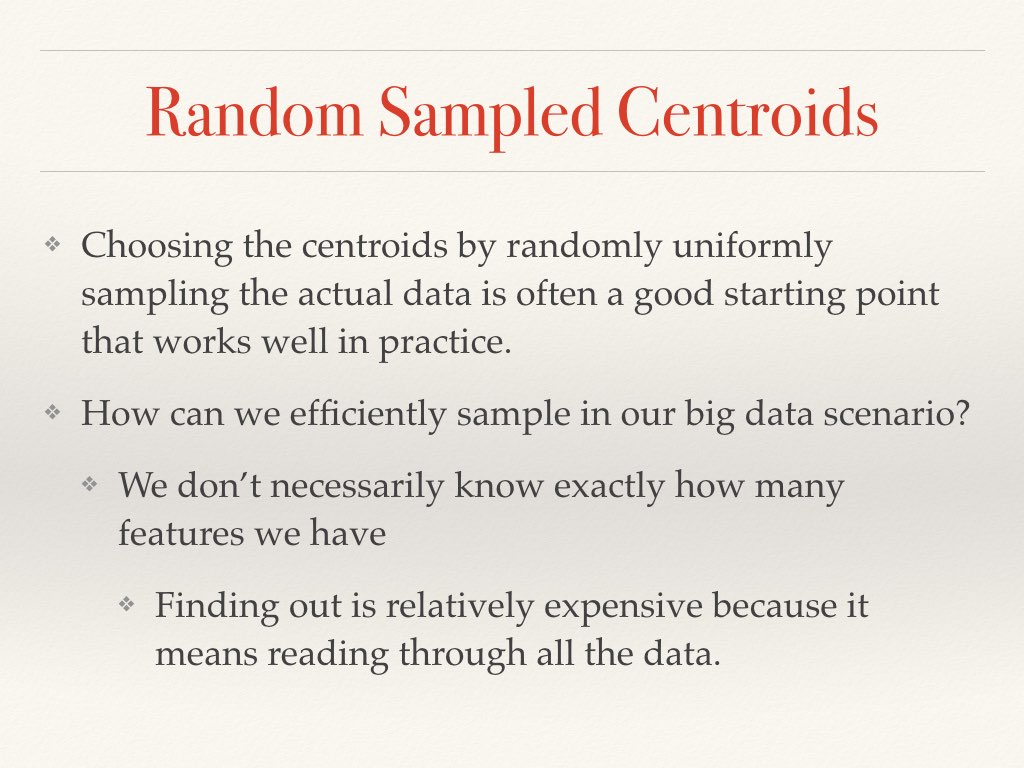 Random Sampled Centroids
❖ Choosing the centroids by randomly uniformly
sampling the actual data is often a good starting point
that works well in practice.
❖ How can we efficiently sample in our big data scenario?
❖ We don’t necessarily know exactly how many
features we have
❖ Finding out is relatively expensive because it
means reading through all the data.